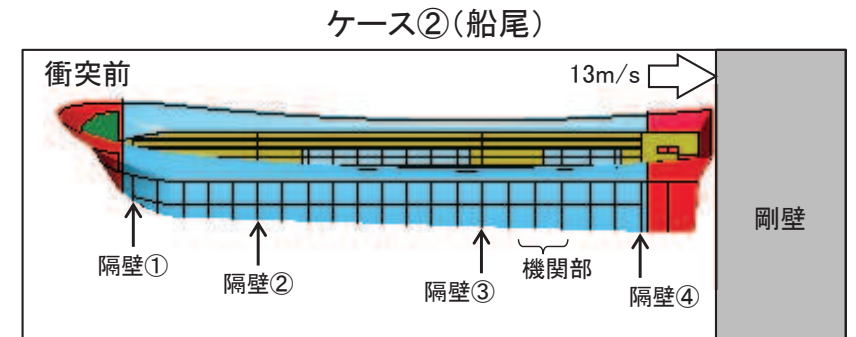 ケース②(船尾)
衝突前
13m/s
剛壁
隔壁①
隔壁②
隔壁③
機関部
隔壁④